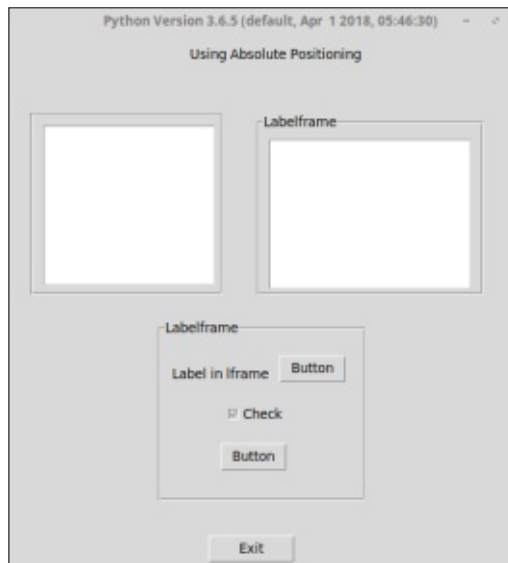 Python Version 3.6.5 (default, Apr 1 2018, 05:46:30)
Using Absolute Positioning
Labelframe
Labelframe
Label in lframe
Button
Check
Button
Exit